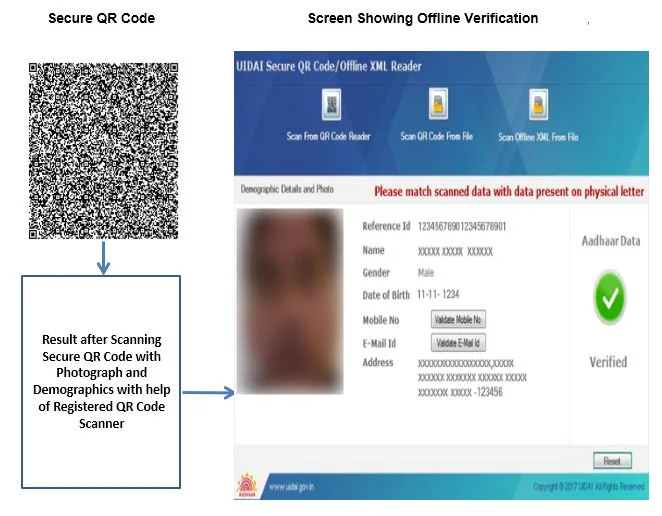 Secure QR Code
Screen Showing Offline Verification
UIDAI Secure QR Code/Offline XML Reader
Scan From QR Code Reader
Scan QR Code From File
Scan Offline XML From File
Demographic Details and Photo
Please match scanned data with data present on physical letter
Reference Id 123456789012345678901
Name XXXXX XXXXX XXXXXX
Gender Male
Date of Birth 11-11- 1234
Mobile No Validate Mobile No
E-Mail Id Validate E-Mail Id
Address XXXXXXXXXXXXXXXXX,XXXXX
XXXXXX XXXXXXX XXXXXX XXXXX
XXXXXXX XXXXX -123456
Aadhaar Data
Verified
Result after Scanning
Secure QR Code with
Photograph and
Demographics with help
of Registered QR Code
Scanner
Reset
AADHAAR
www.uidai.gov.in
Copyright © 2017 UIDAI All Rights Reserved